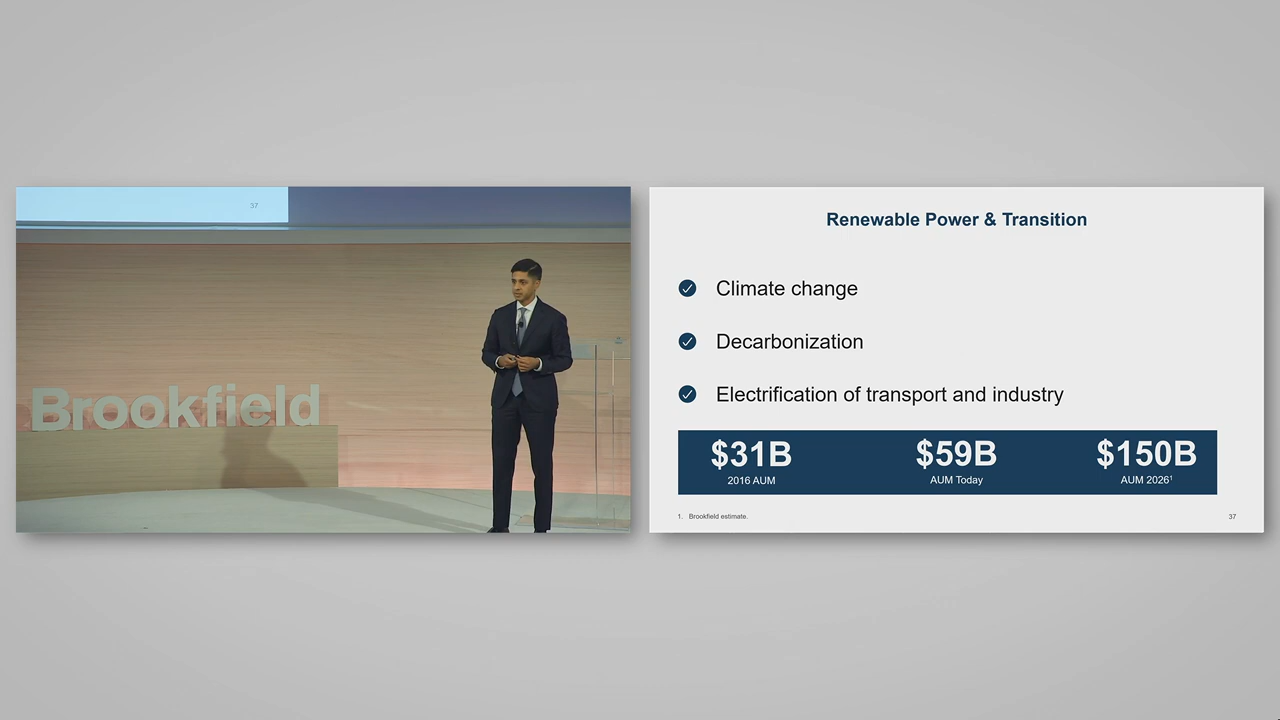 37
Brookfield
Renewable Power & Transition
Climate change
Decarbonization
Electrification of transport and industry
$31B
2016 AUM
$59B
AUM Today
$150B
AUM 2026¹
1. Brookfield estimate.
37